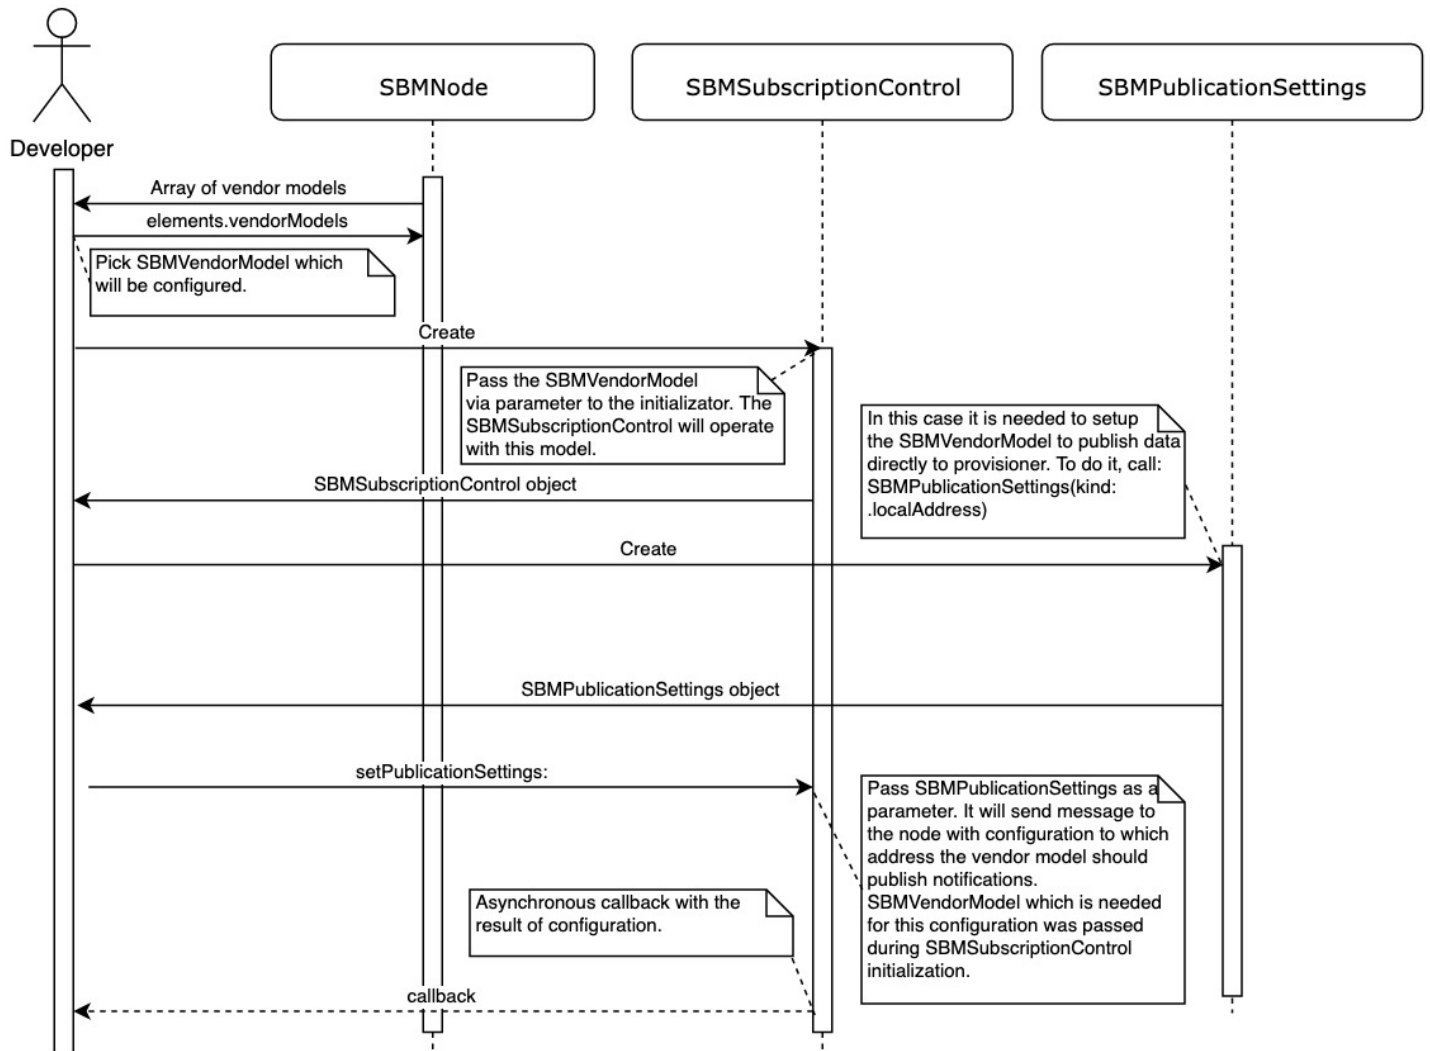 SBMNode
SBMSubscriptionControl
SBMPublicationSettings
Developer
Array of vendor models
elements.vendorModels
Pick SBMVendorModel which
will be configured.
Create
Pass the SBMVendorModel
via parameter to the initializator. The
SBMSubscriptionControl will operate
with this model.
In this case it is needed to setup
the SBMVendorModel to publish data
directly to provisioner. To do it, call:
SBMPublicationSettings(kind:
.localAddress)
SBMSubscriptionControl object
Create
SBMPublicationSettings object
setPublicationSettings:
Pass SBMPublicationSettings as a
parameter. It will send message to
the node with configuration to which
address the vendor model should
publish notifications.
SBMVendorModel which is needed
for this configuration was passed
during SBMSubscriptionControl
initialization.
Asynchronous callback with the
result of configuration.
callback